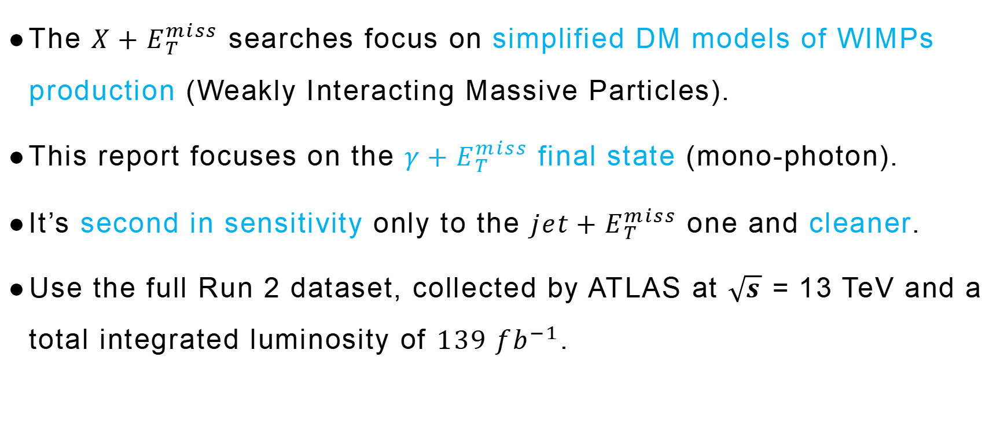 ● The $X + E_T^{miss}$ searches focus on simplified DM models of WIMPs
production (Weakly Interacting Massive Particles).
● This report focuses on the $\gamma + E_T^{miss}$ final state (mono-photon).
● It’s second in sensitivity only to the $jet + E_T^{miss}$ one and cleaner.
● Use the full Run 2 dataset, collected by ATLAS at $\sqrt{s}$ = 13 TeV and a
total integrated luminosity of $139\ fb^{-1}$.